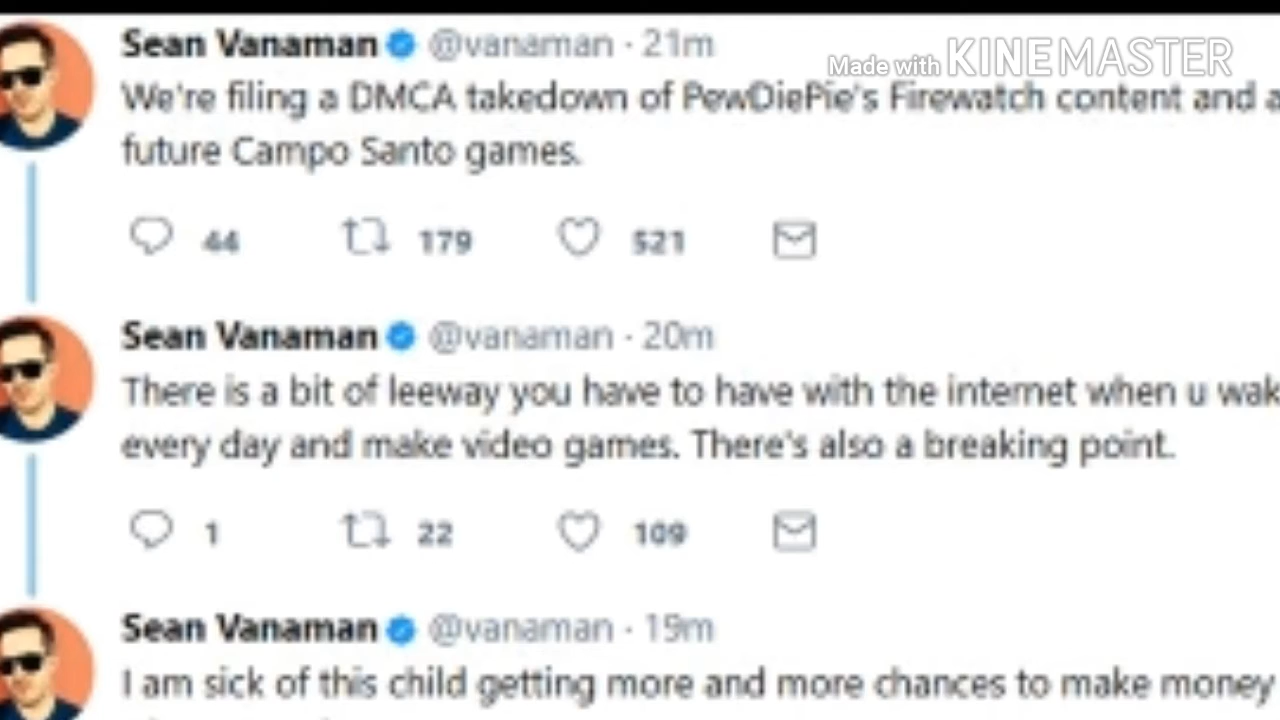 Sean Vanaman @vanaman · 21m
Made with KINEMASTER
We're filing a DMCA takedown of PewDiePie's Firewatch content and a
future Campo Santo games.
44 179 521
Sean Vanaman @vanaman · 20m
There is a bit of leeway you have to have with the internet when u wak
every day and make video games. There's also a breaking point.
1 22 109
Sean Vanaman @vanaman · 19m
I am sick of this child getting more and more chances to make money